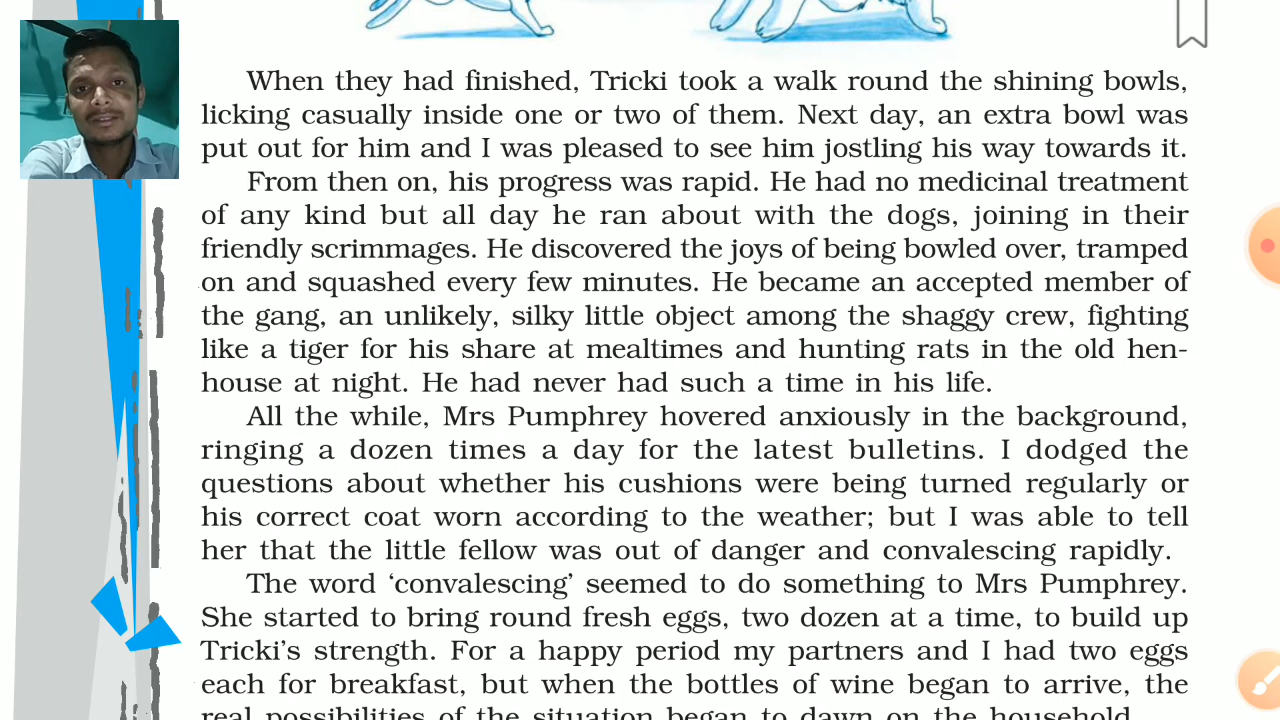 When they had finished, Tricki took a walk round the shining bowls,
licking casually inside one or two of them. Next day, an extra bowl was
put out for him and I was pleased to see him jostling his way towards it.
From then on, his progress was rapid. He had no medicinal treatment
of any kind but all day he ran about with the dogs, joining in their
friendly scrimmages. He discovered the joys of being bowled over, tramped
on and squashed every few minutes. He became an accepted member of
the gang, an unlikely, silky little object among the shaggy crew, fighting
like a tiger for his share at mealtimes and hunting rats in the old hen-
house at night. He had never had such a time in his life.
All the while, Mrs Pumphrey hovered anxiously in the background,
ringing a dozen times a day for the latest bulletins. I dodged the
questions about whether his cushions were being turned regularly or
his correct coat worn according to the weather; but I was able to tell
her that the little fellow was out of danger and convalescing rapidly.
The word ‘convalescing’ seemed to do something to Mrs Pumphrey.
She started to bring round fresh eggs, two dozen at a time, to build up
Tricki’s strength. For a happy period my partners and I had two eggs
each for breakfast, but when the bottles of wine began to arrive, the
real possibilities of the situation began to dawn on the household.